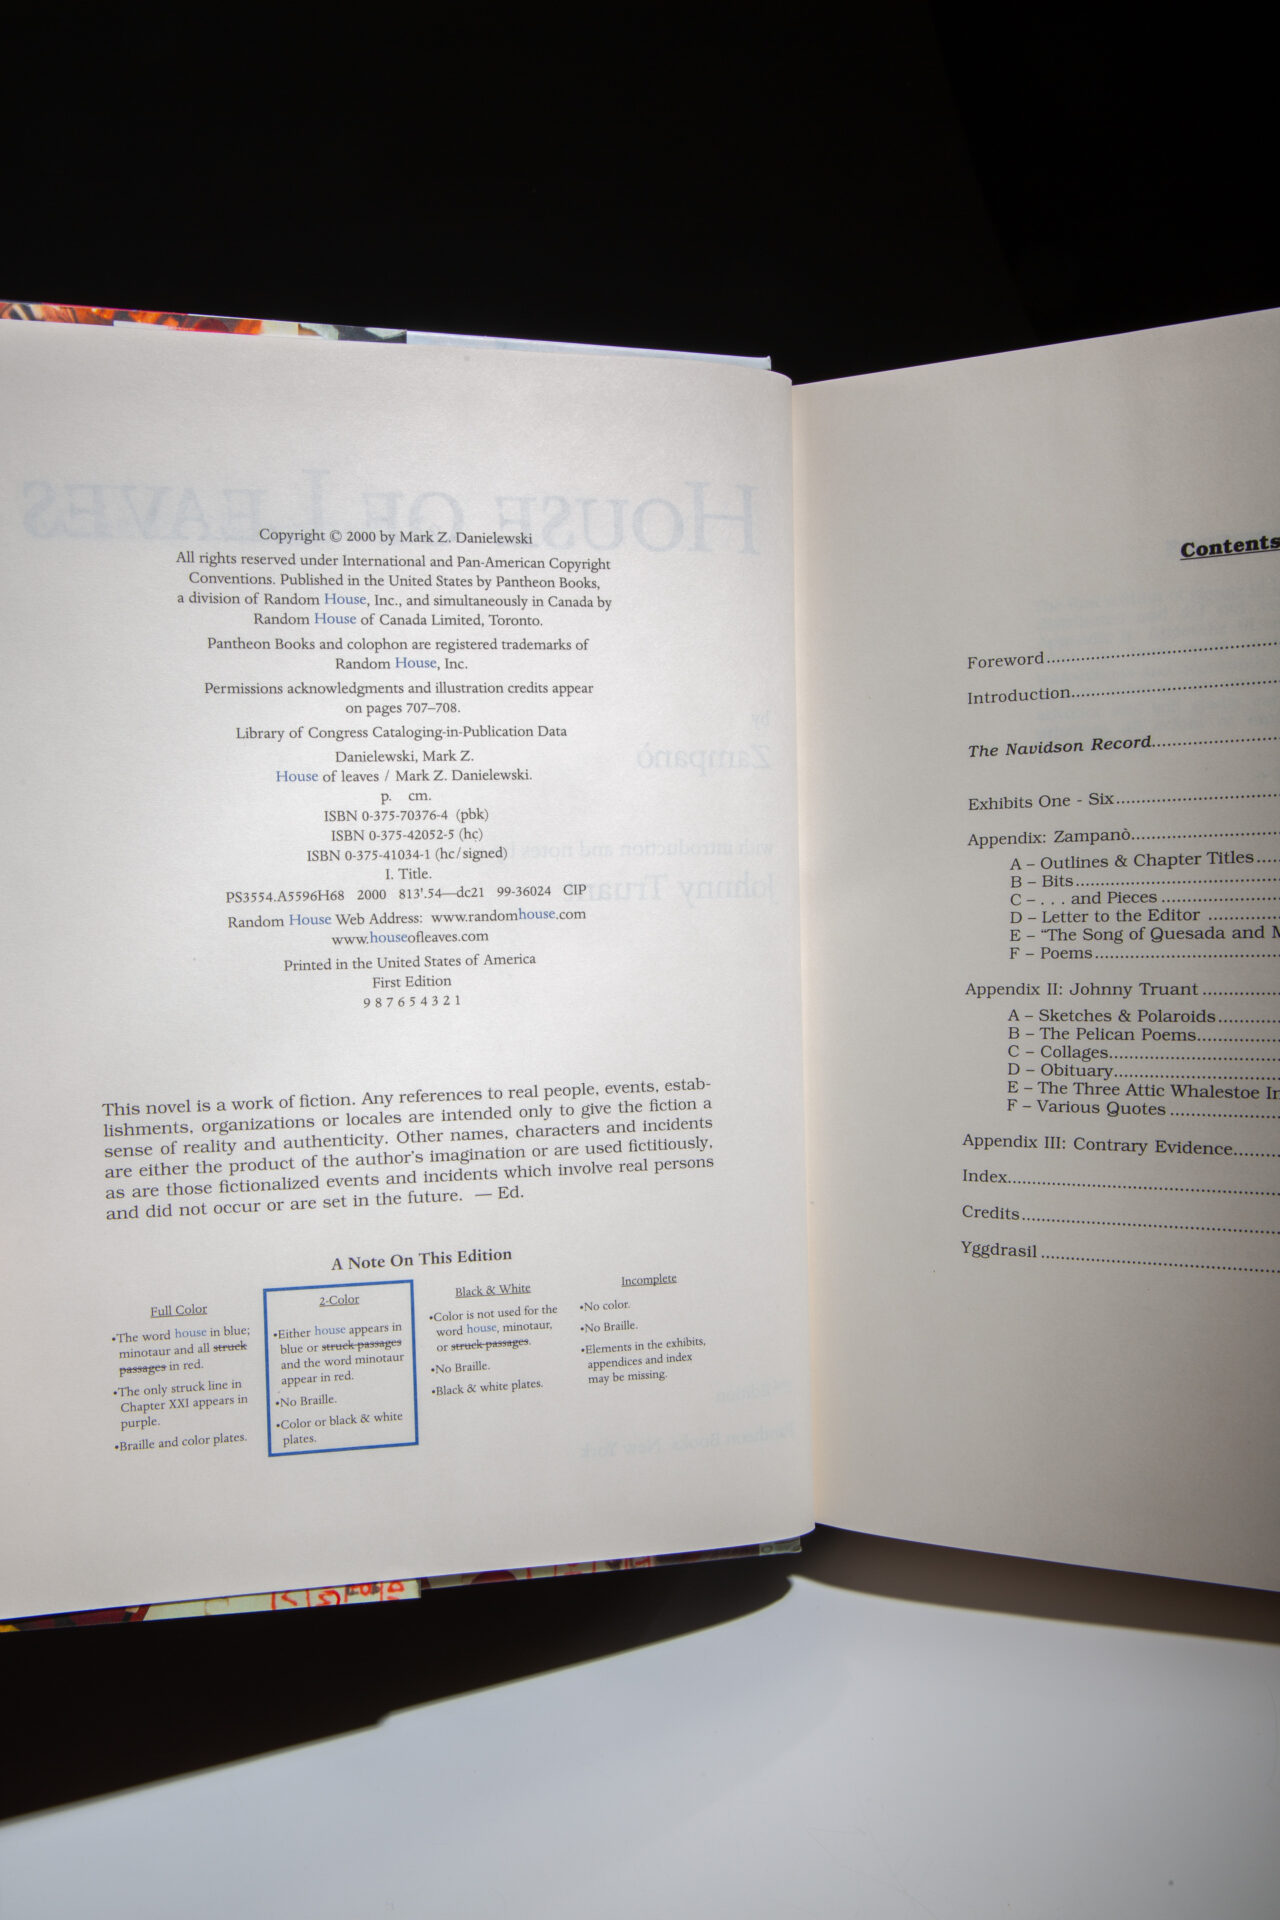 HOUSE OF LEAVES
Copyright © 2000 by Mark Z. Danielewski
All rights reserved under International and Pan-American Copyright
Conventions. Published in the United States by Pantheon Books,
a division of Random House, Inc., and simultaneously in Canada by
Random House of Canada Limited, Toronto.
Pantheon Books and colophon are registered trademarks of
Random House, Inc.
Permissions acknowledgments and illustration credits appear
on pages 707–708.
by
Zampanò
Library of Congress Cataloging-in-Publication Data
Danielewski, Mark Z.
House of leaves / Mark Z. Danielewski.
p. cm.
ISBN 0-375-70376-4 (pbk)
ISBN 0-375-42052-5 (hc)
ISBN 0-375-41034-1 (hc/signed)
with introduction and notes
I. Title.
Johnny Truant
PS3554.A5596H68 2000 813'.54—dc21 99-36024 CIP
Random House Web Address: www.randomhouse.com
www.houseofleaves.com
Printed in the United States of America
First Edition
9 8 7 6 5 4 3 2 1
This novel is a work of fiction. Any references to real people, events, estab-
lishments, organizations or locales are intended only to give the fiction a
sense of reality and authenticity. Other names, characters and incidents
are either the product of the author's imagination or are used fictitiously,
as are those fictionalized events and incidents which involve real persons
and did not occur or are set in the future. — Ed.
A Note On This Edition
Full Color
•The word house in blue;
minotaur and all struck
passages in red.
•The only struck line in
Chapter XXI appears in
purple.
•Braille and color plates.
2-Color
•Either house appears in
blue or struck passages
and the word minotaur
appear in red.
•No Braille.
•Color or black & white
plates.
Black & White
•Color is not used for the
word house, minotaur,
or struck passages.
•No Braille.
•Black & white plates.
Incomplete
•No color.
•No Braille.
•Elements in the exhibits,
appendices and index
may be missing.
Pantheon Books New York
Contents
Foreword
Introduction
The Navidson Record
Exhibits One - Six
Appendix: Zampanò
A – Outlines & Chapter Titles
B – Bits
C – . . . and Pieces
D – Letter to the Editor
E – "The Song of Quesada and
F – Poems
Appendix II: Johnny Truant
A – Sketches & Polaroids
B – The Pelican Poems
C – Collages
D – Obituary
E – The Three Attic Whalestoe
F – Various Quotes
Appendix III: Contrary Evidence
Index
Credits
Yggdrasil